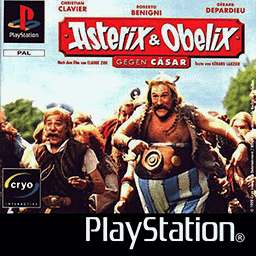 PlayStation
PAL
CHRISTIAN
CLAVIER
ROBERTO
BENIGNI
GÉRARD
DEPARDIEU
Asterix & Obelix
GEGEN CÄSAR
Nach dem Film von CLAUDE ZIDI
Texte von GÉRARD LAUZIER
cryo
INTERACTIVE
PlayStation®